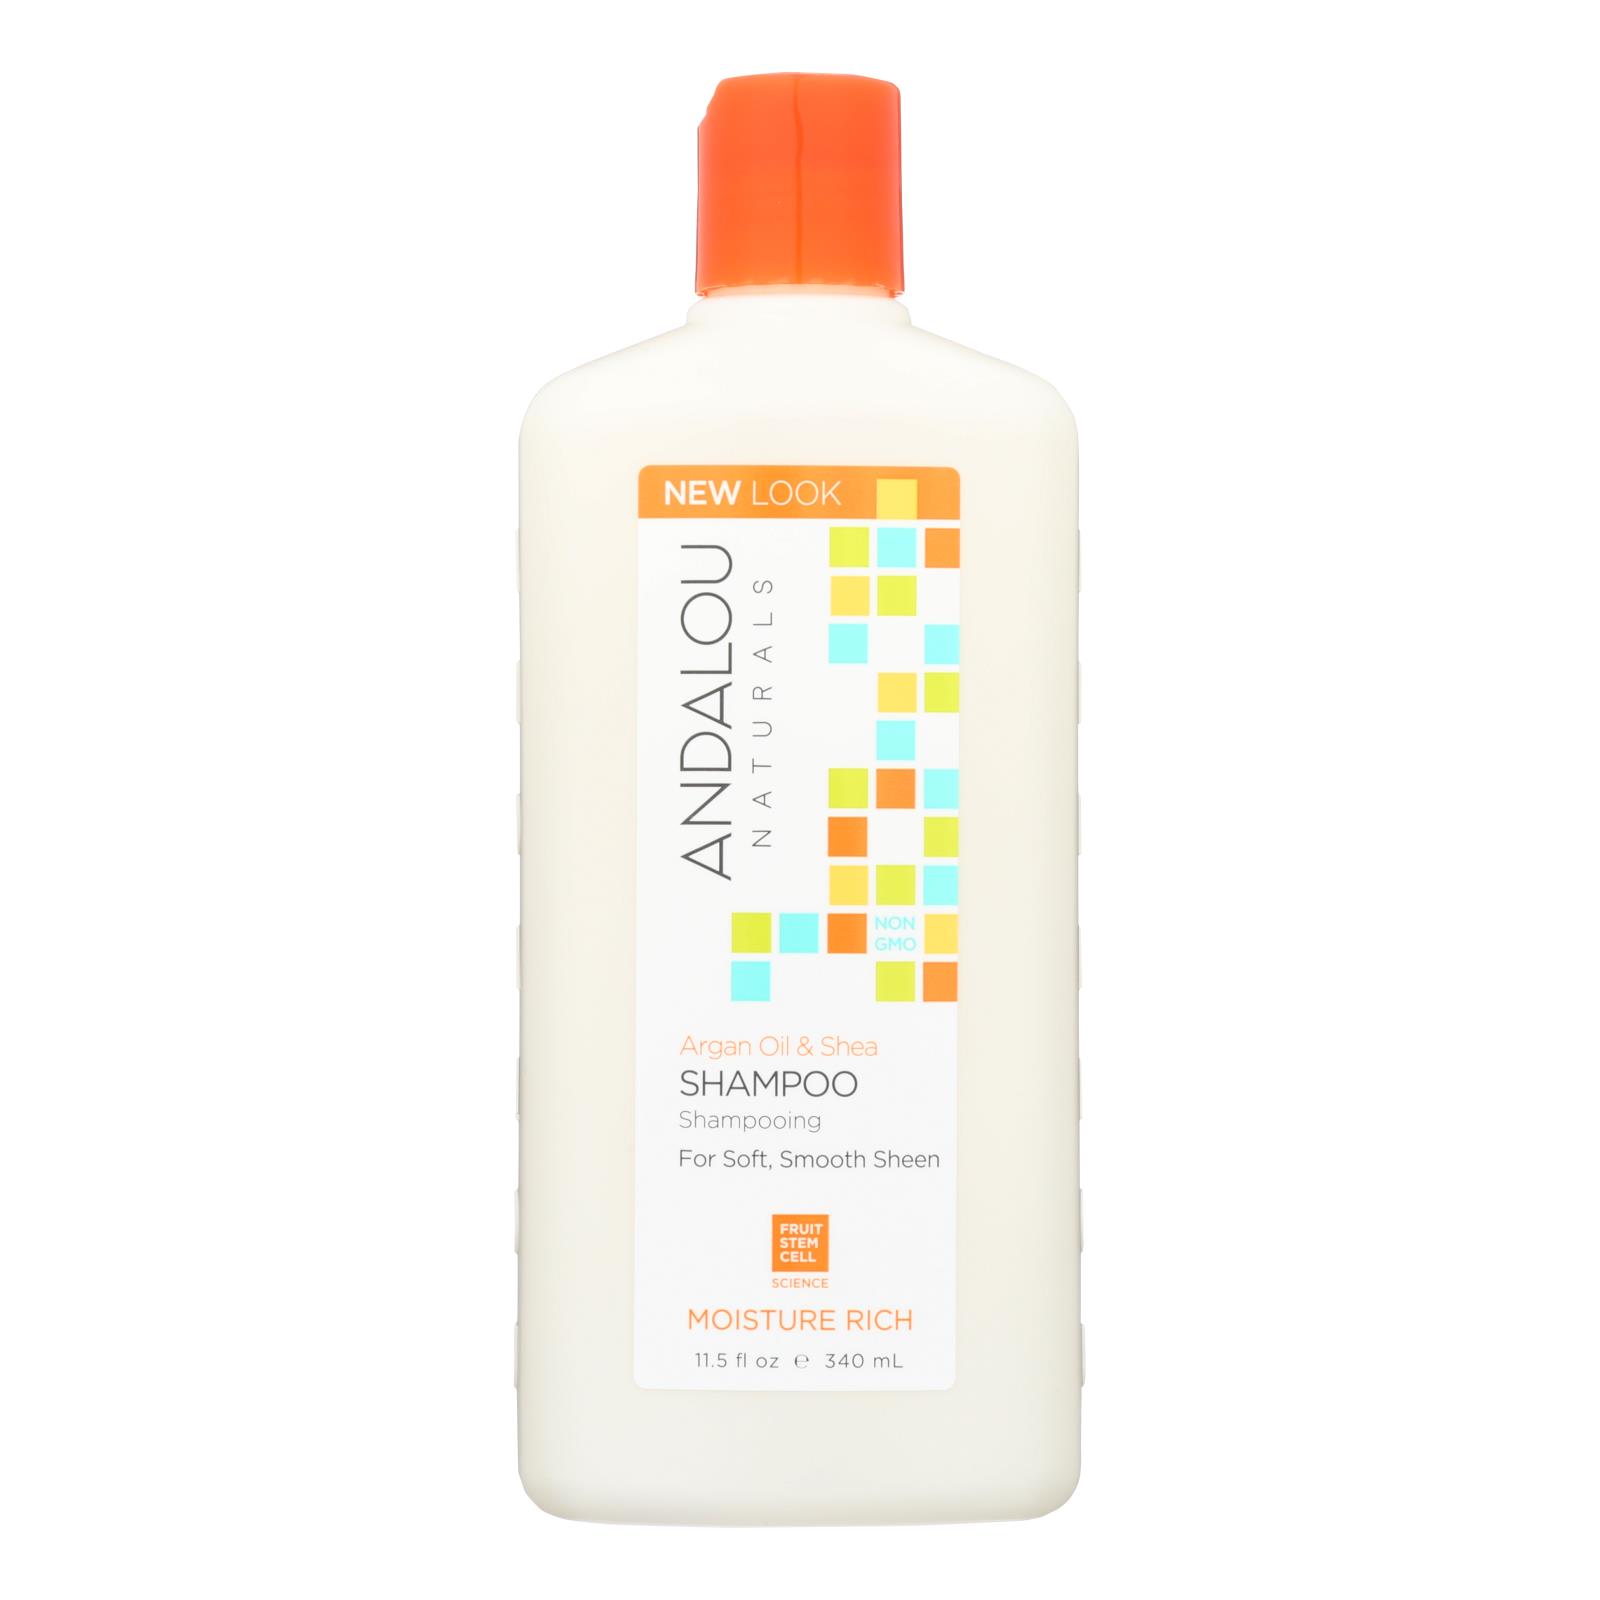 NEW LOOK
ANDALOU
NATURALS
NON
GMO
Argan Oil & Shea
SHAMPOO
Shampooing
For Soft, Smooth Sheen
FRUIT
STEM
CELL
SCIENCE
MOISTURE RICH
11.5 fl oz ℮ 340 mL